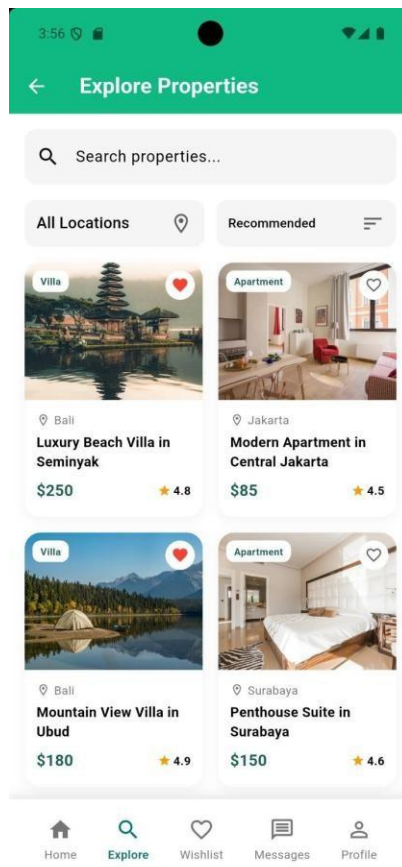 3:56
Explore Properties
Search properties...
All Locations
Recommended
Villa
Apartment
Bali
Jakarta
Luxury Beach Villa in
Seminyak
Modern Apartment in
Central Jakarta
$250
4.8
$85
4.5
Villa
Apartment
Bali
Surabaya
Mountain View Villa in
Ubud
Penthouse Suite in
Surabaya
$180
4.9
$150
4.6
Home
Explore
Wishlist
Messages
Profile